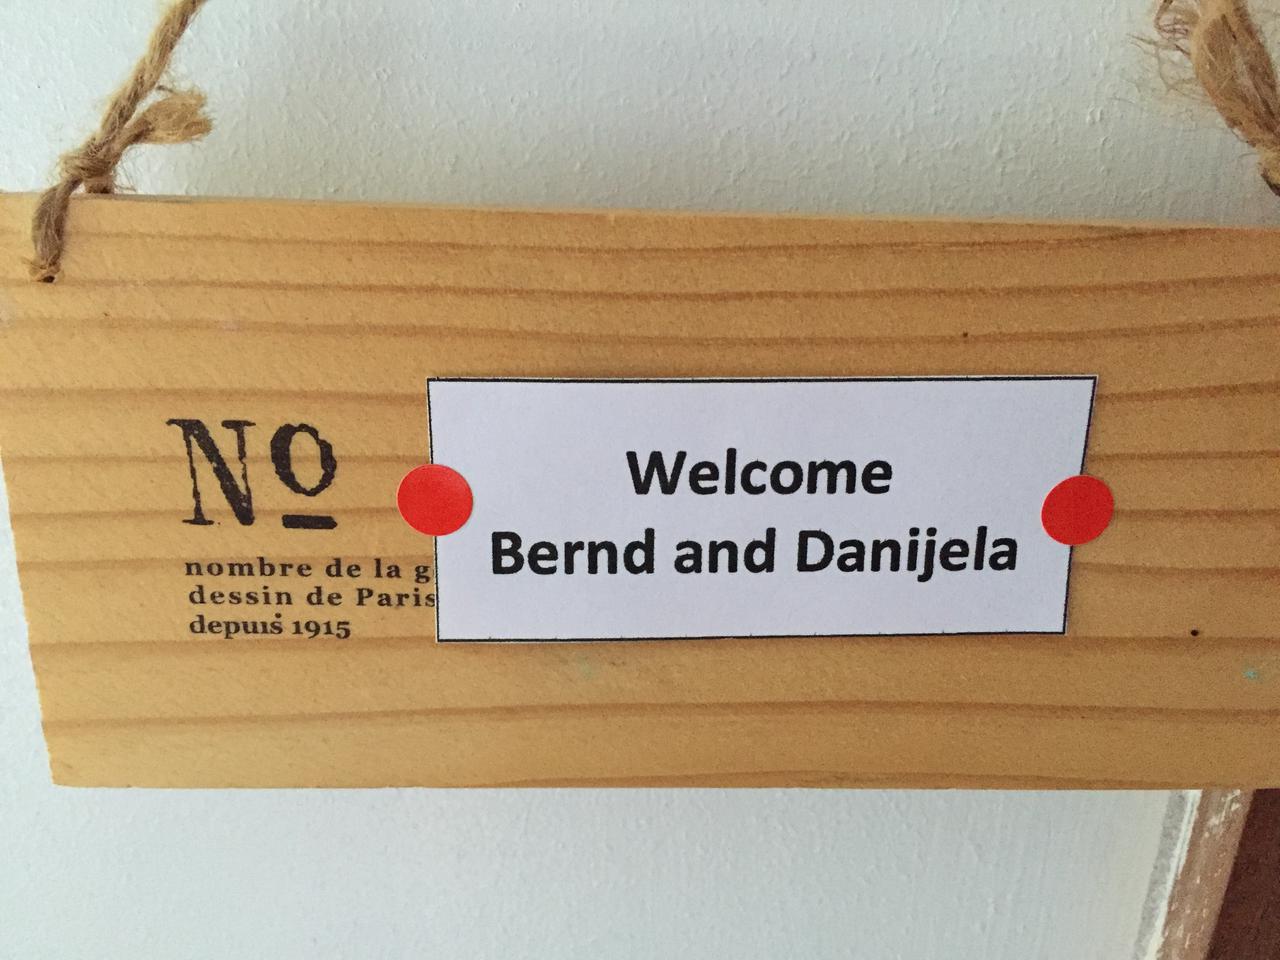 No
nombre de la g
dessin de Paris
depuis 1915
Welcome
Bernd and Danijela